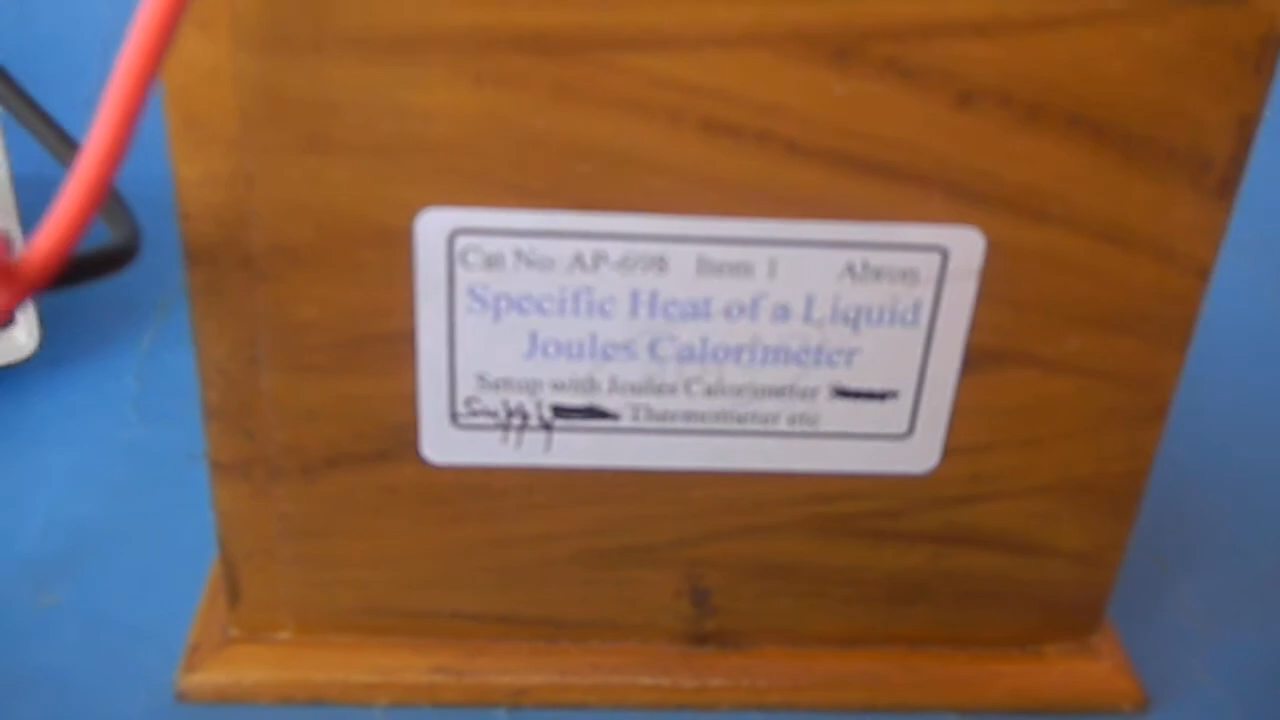 Cat No: AP-698 Item 1 Abron
Specific Heat of a Liquid
Joules Calorimeter
Setup with Joules Calorimeter
Thermometer etc